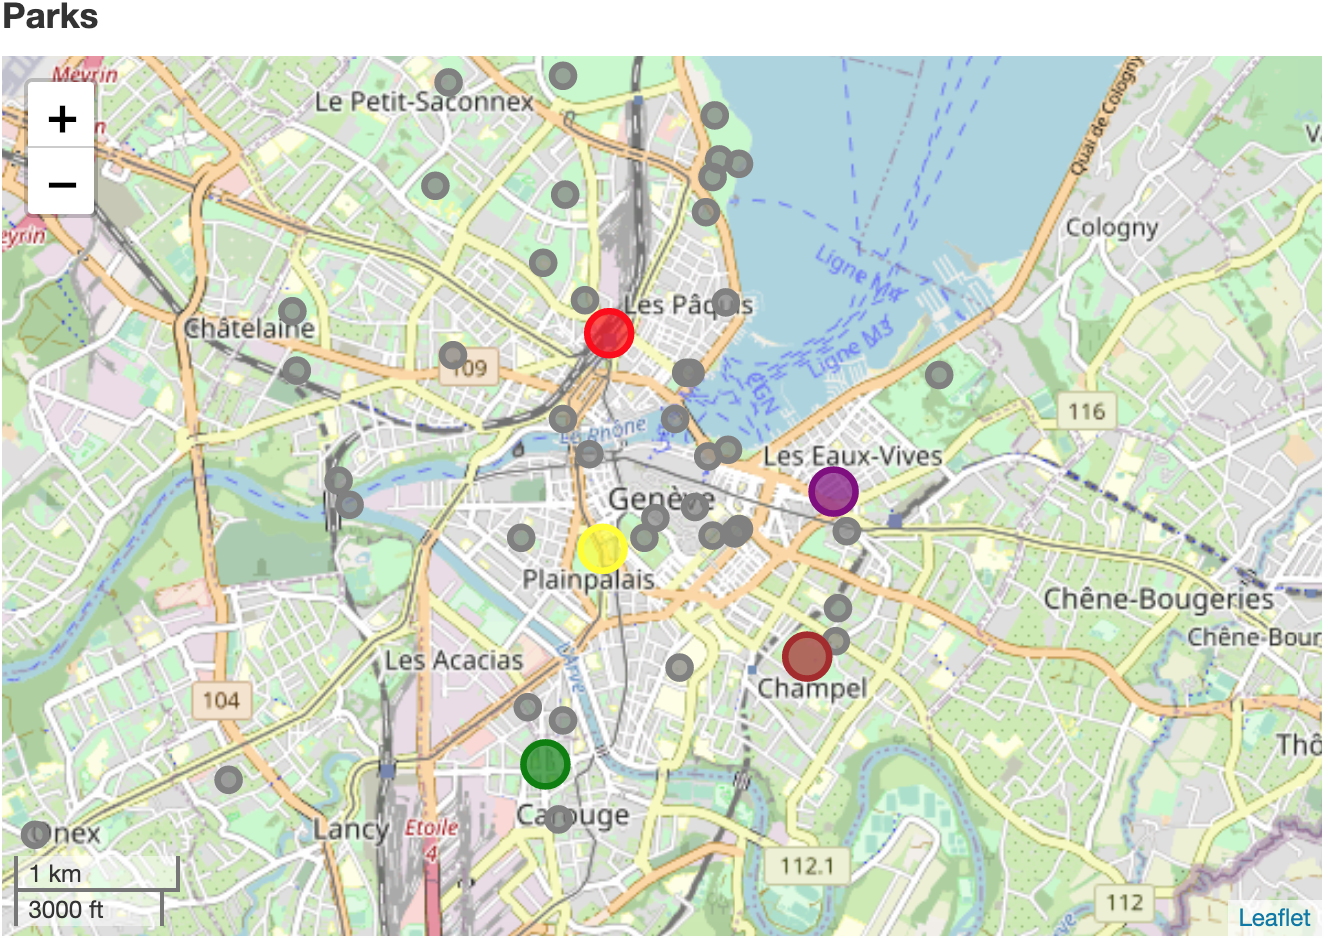 Parks
Meyrin
Le Petit-Saconnex
+
−
eyrin
Quai de Cologny
Cologny
Ligne M4
Les Pâquis
Châtelaine
Ligne M3
109
116
Le Rhône
Les Eaux-Vives
Genève
Plainpalais
Chêne-Bougeries
Chêne-Bour
Les Acacias
L'Arve
104
Champel
Thô
Onex
Lancy
Etoile
4
Carouge
112.1
1 km
3000 ft
112
Leaflet